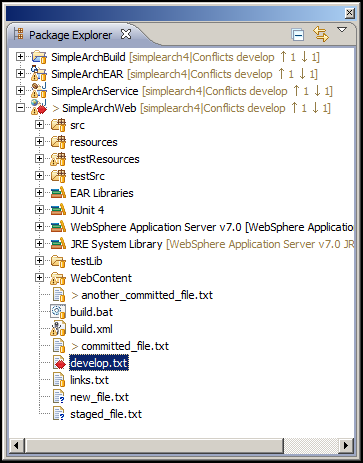 Package Explorer
SimpleArchBuild [simplearch4|Conflicts develop ↑ 1 ↓ 1]
SimpleArchEAR [simplearch4|Conflicts develop ↑ 1 ↓ 1]
SimpleArchService [simplearch4|Conflicts develop ↑ 1 ↓ 1]
> SimpleArchWeb [simplearch4|Conflicts develop ↑ 1 ↓ 1]
src
resources
testResources
testSrc
EAR Libraries
JUnit 4
WebSphere Application Server v7.0 [WebSphere Application
JRE System Library [WebSphere Application Server v7.0 JR
testLib
WebContent
> another_committed_file.txt
build.bat
build.xml
> committed_file.txt
develop.txt
links.txt
new_file.txt
staged_file.txt